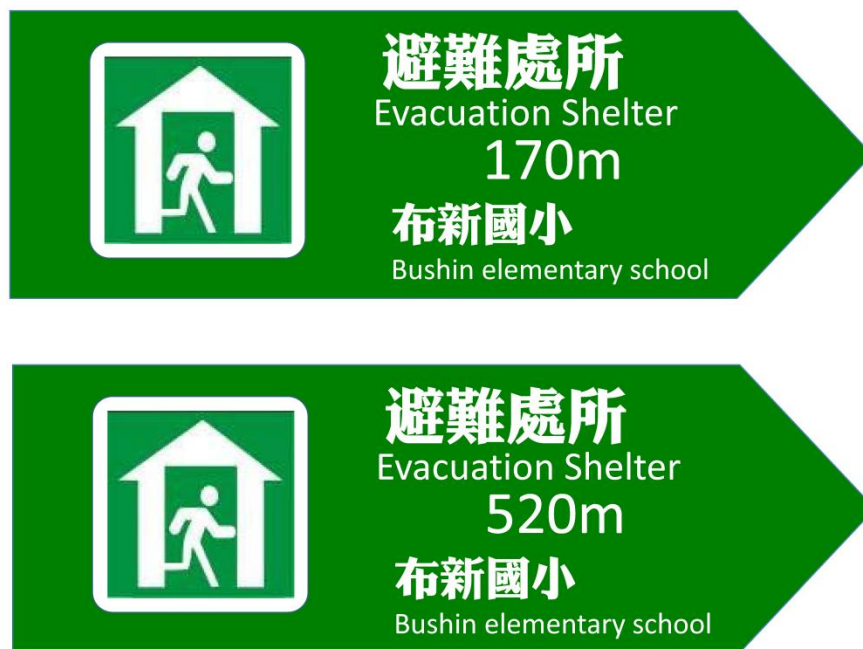 避難處所
Evacuation Shelter
170m
布新國小
Bushin elementary school
避難處所
Evacuation Shelter
520m
布新國小
Bushin elementary school